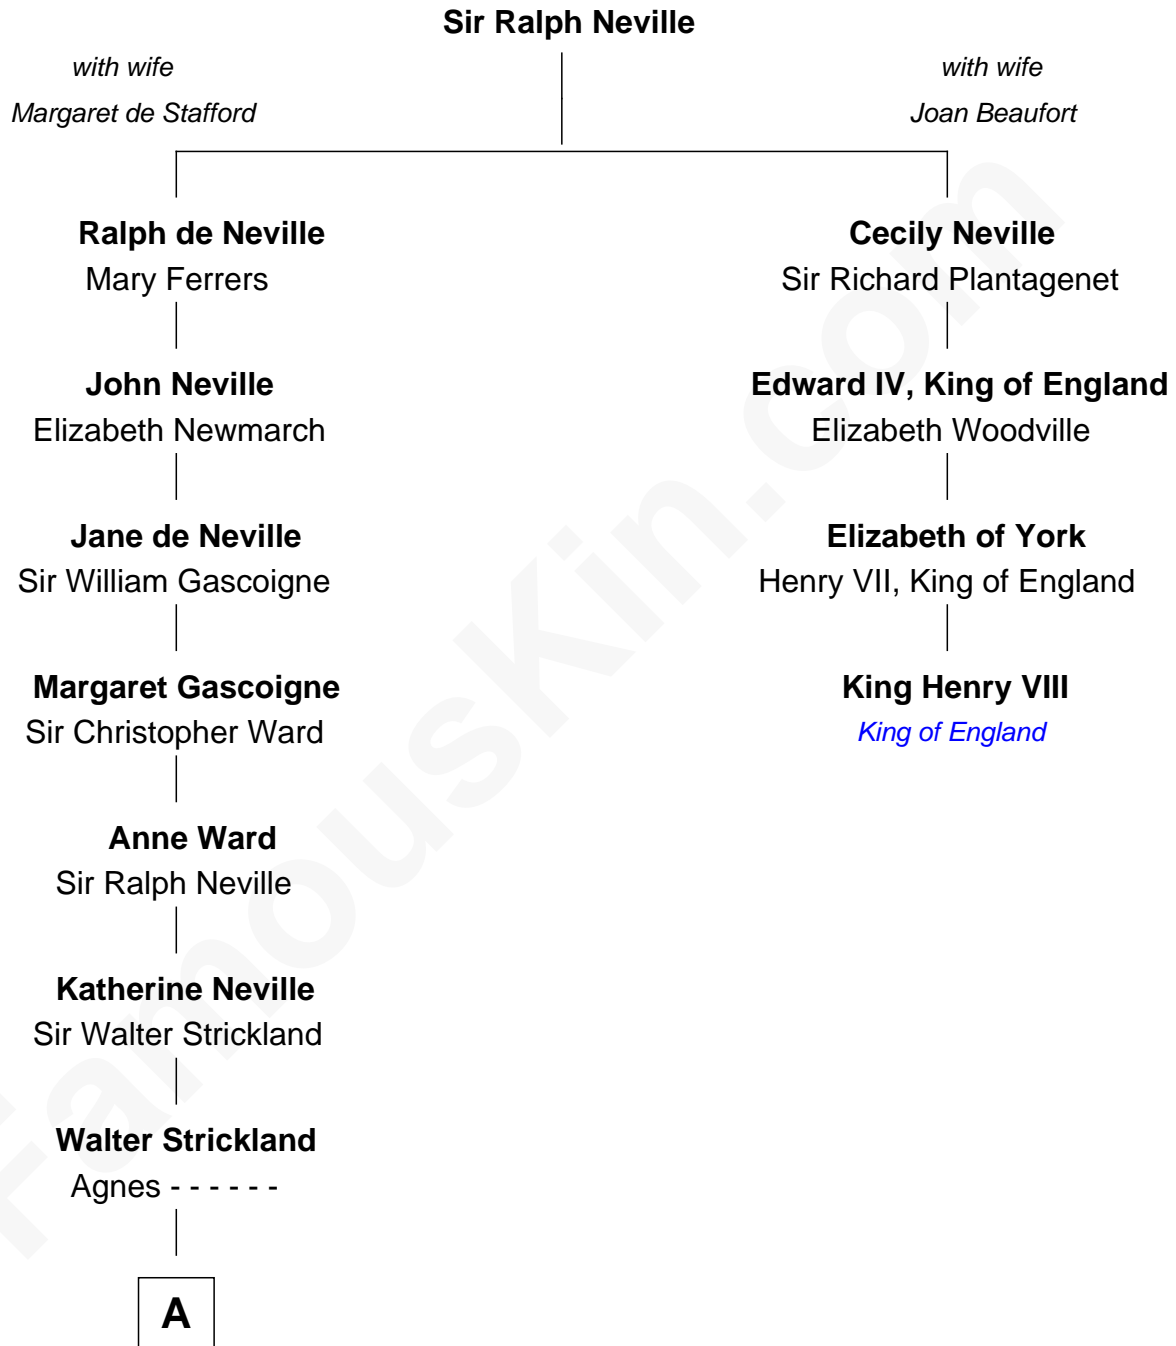 Sir Ralph Neville
with wife
Margaret de Stafford
with wife
Joan Beaufort
Ralph de Neville
Mary Ferrers
Cecily Neville
Sir Richard Plantagenet
John Neville
Elizabeth Newmarch
Edward IV, King of England
Elizabeth Woodville
Jane de Neville
Sir William Gascoigne
Elizabeth of York
Henry VII, King of England
Margaret Gascoigne
Sir Christopher Ward
King Henry VIII
King of England
Anne Ward
Sir Ralph Neville
Katherine Neville
Sir Walter Strickland
Walter Strickland
Agnes - - - - - -
A
FamousKin.com